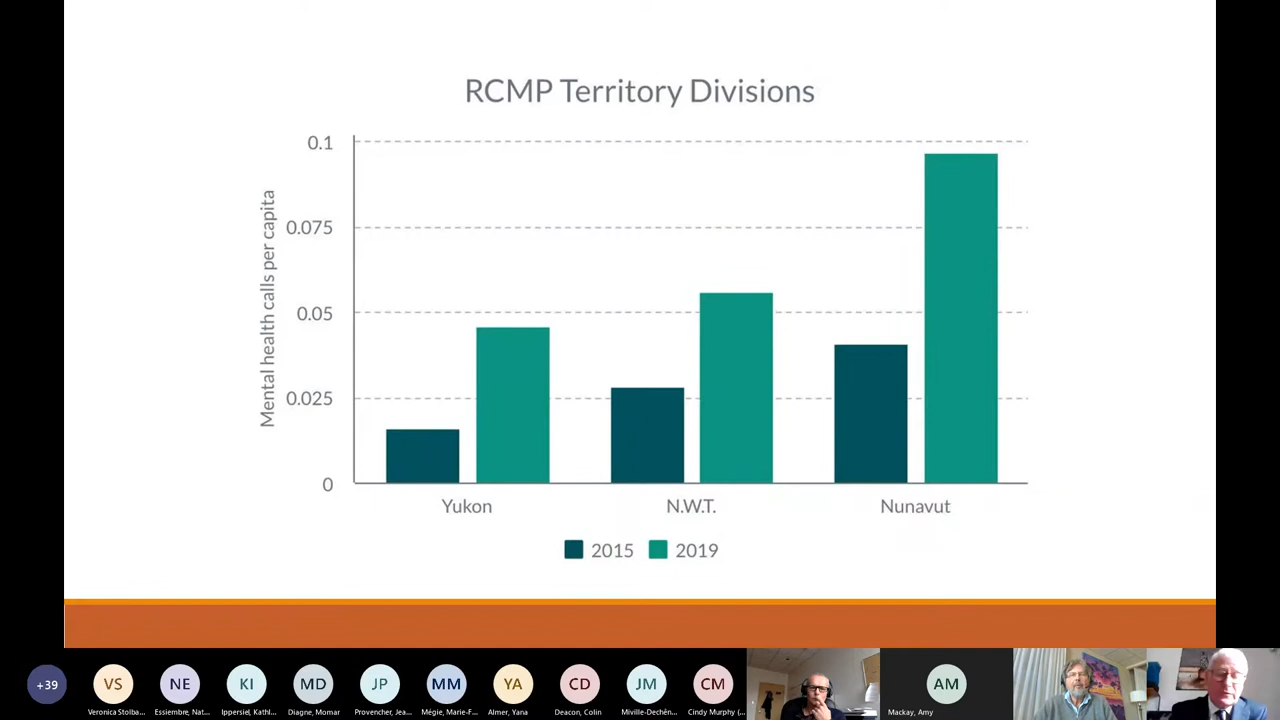 RCMP Territory Divisions
Mental health calls per capita
0.1
0.075
0.05
0.025
0
Yukon N.W.T. Nunavut
2015 2019
+39 VS NE KI MD JP MM YA CD JM CM AM
Veronica Stolba... Essiembre, Nat... Ippersiel, Kathl... Diagne, Momar Provencher, Jea... Mégie, Marie-F... Almer, Yana Deacon, Colin Miville-Dechên... Cindy Murphy (... Mackay, Amy